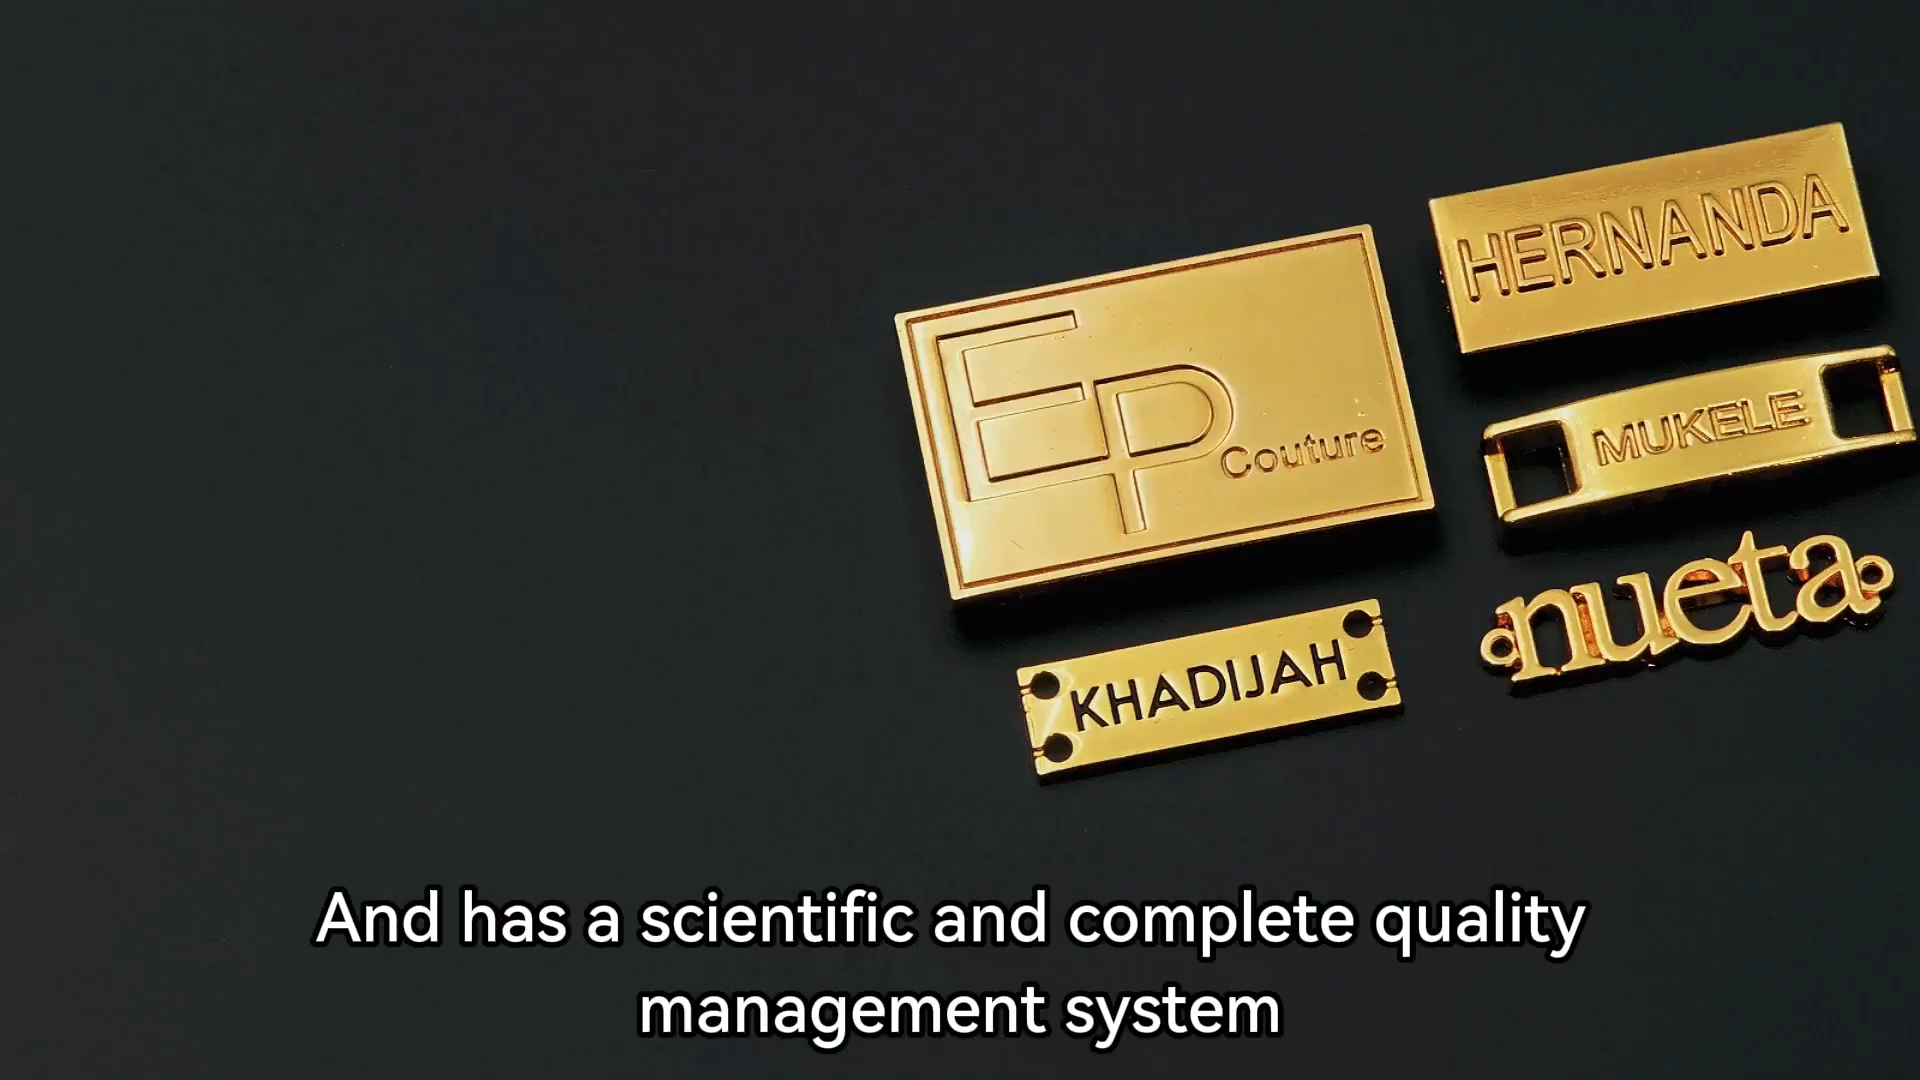 HERNANDA
EP
Couture
MUKELE
nueta
KHADIJAH
And has a scientific and complete quality
management system